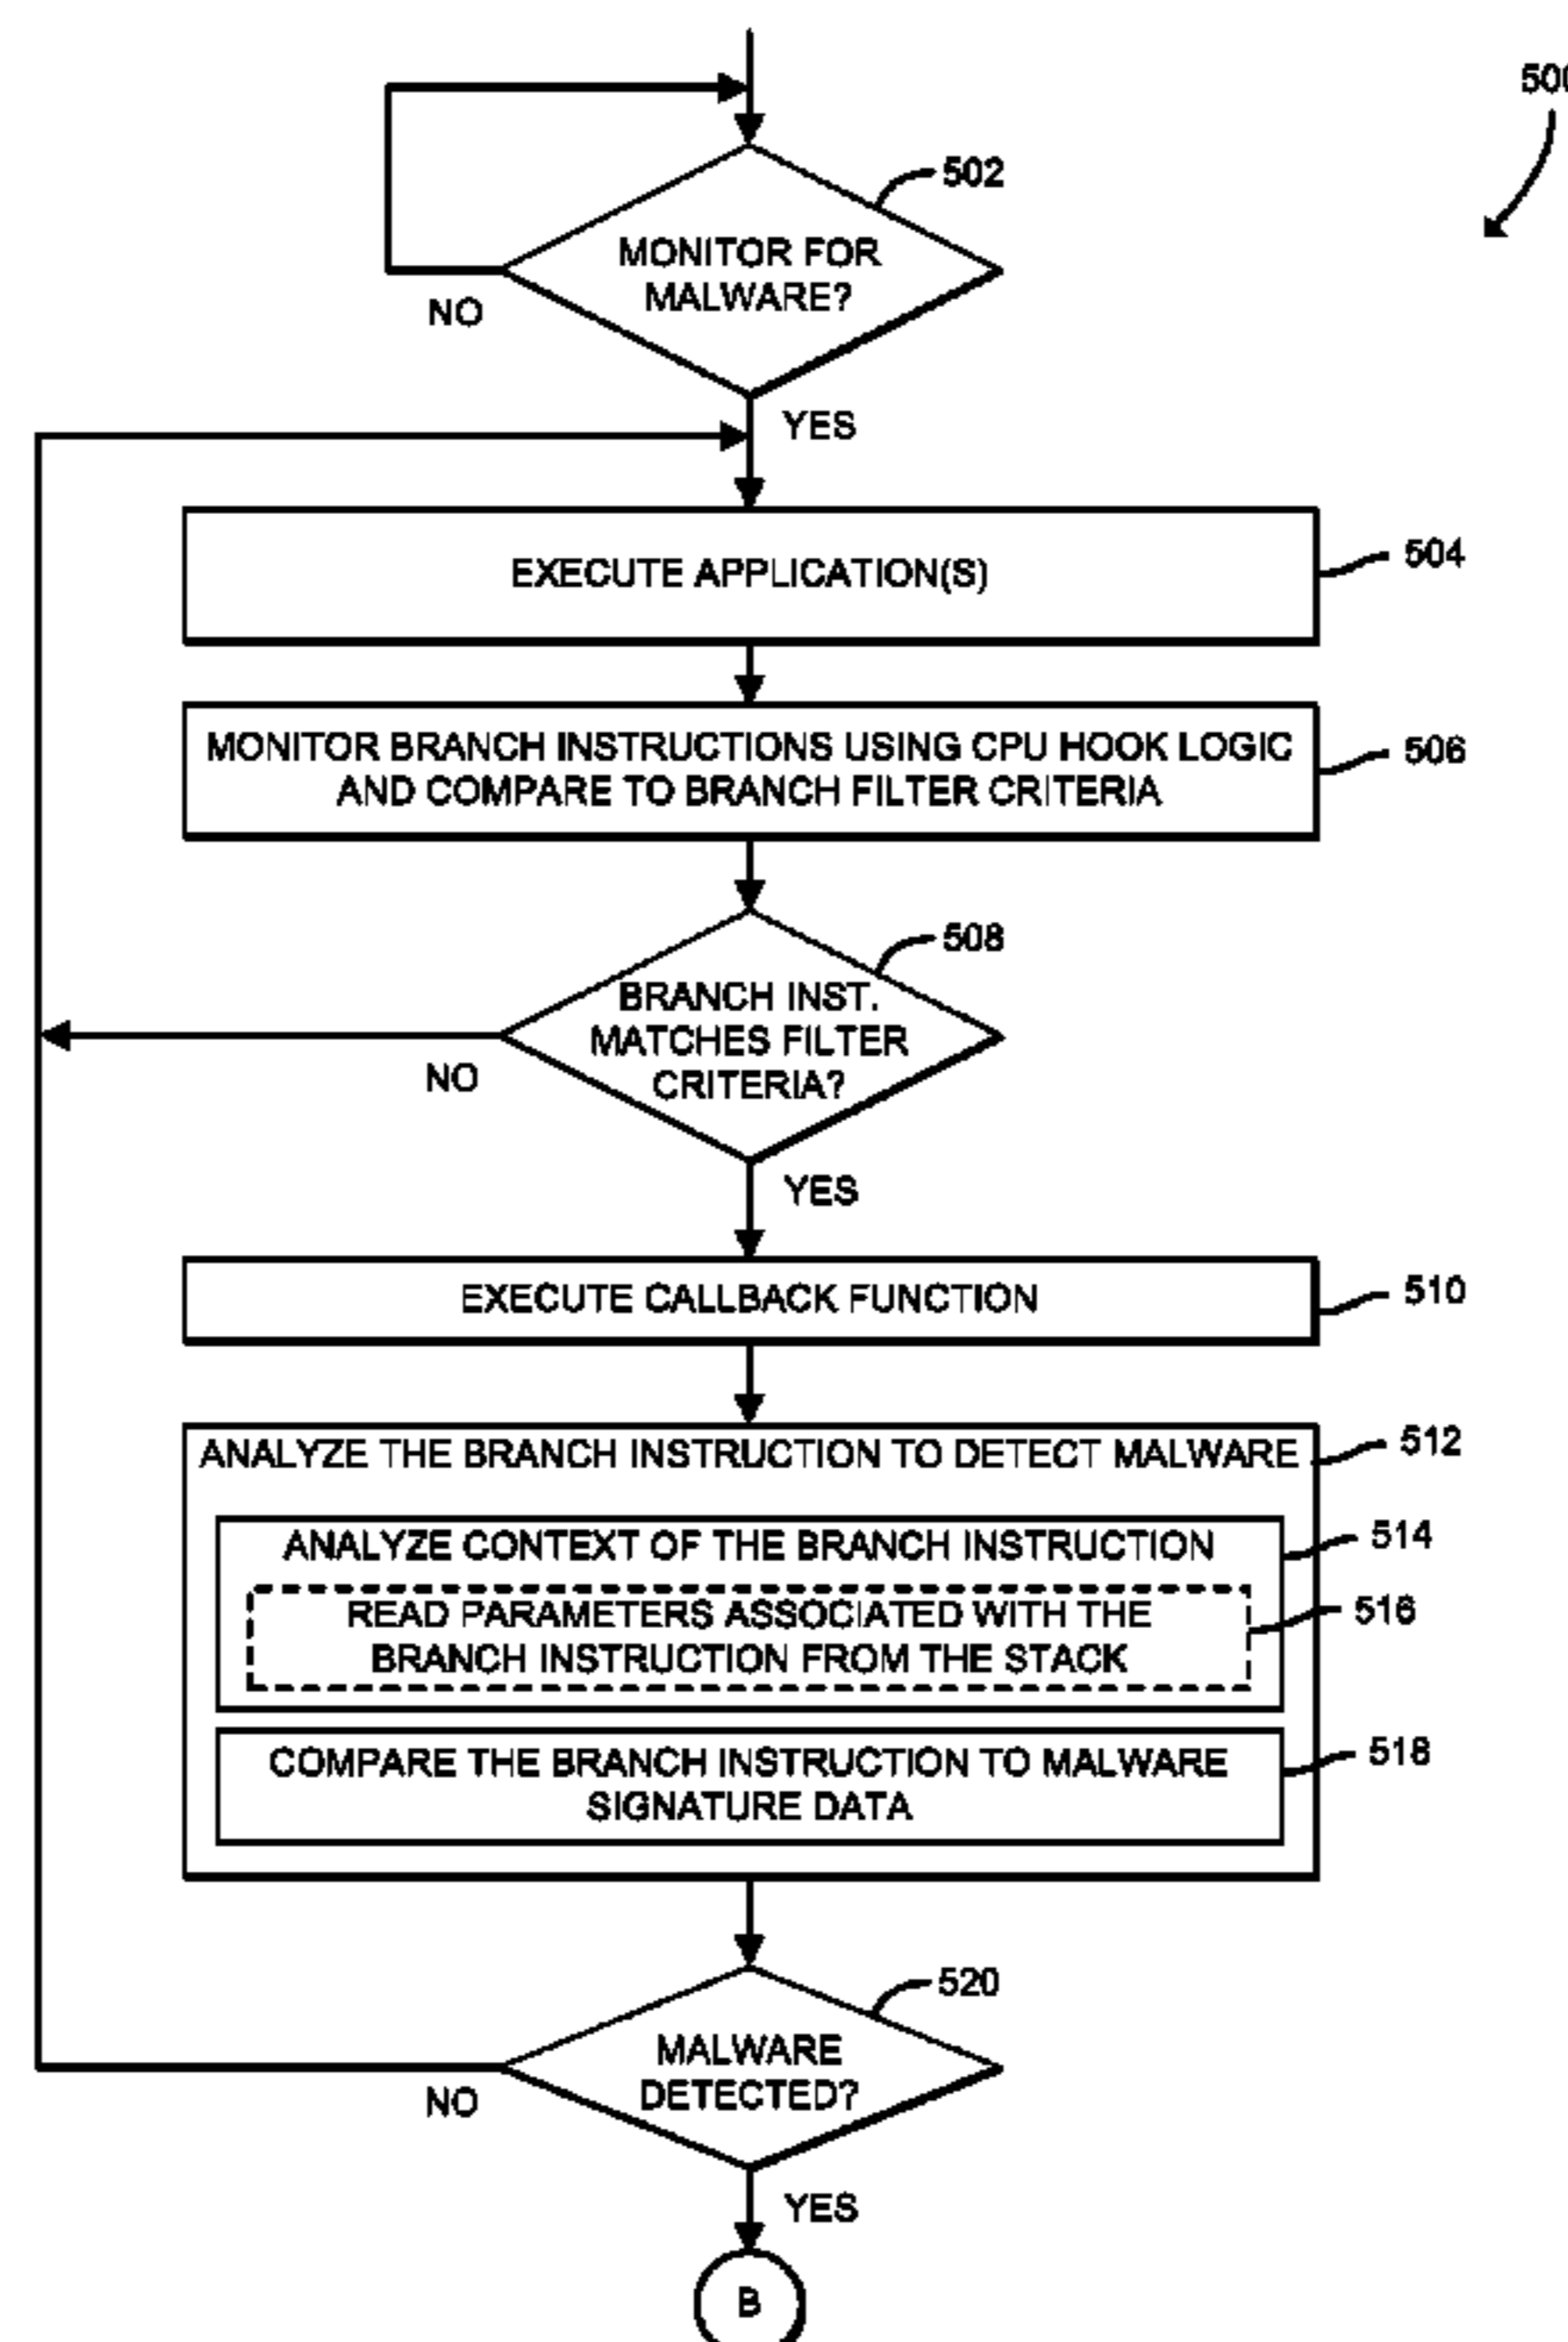 500
502
MONITOR FOR
MALWARE?
NO
YES
EXECUTE APPLICATION(S)
504
MONITOR BRANCH INSTRUCTIONS USING CPU HOOK LOGIC
AND COMPARE TO BRANCH FILTER CRITERIA
506
508
BRANCH INST.
MATCHES FILTER
CRITERIA?
NO
YES
EXECUTE CALLBACK FUNCTION
510
ANALYZE THE BRANCH INSTRUCTION TO DETECT MALWARE
512
ANALYZE CONTEXT OF THE BRANCH INSTRUCTION
514
READ PARAMETERS ASSOCIATED WITH THE
BRANCH INSTRUCTION FROM THE STACK
516
COMPARE THE BRANCH INSTRUCTION TO MALWARE
SIGNATURE DATA
518
520
MALWARE
DETECTED?
NO
YES
B